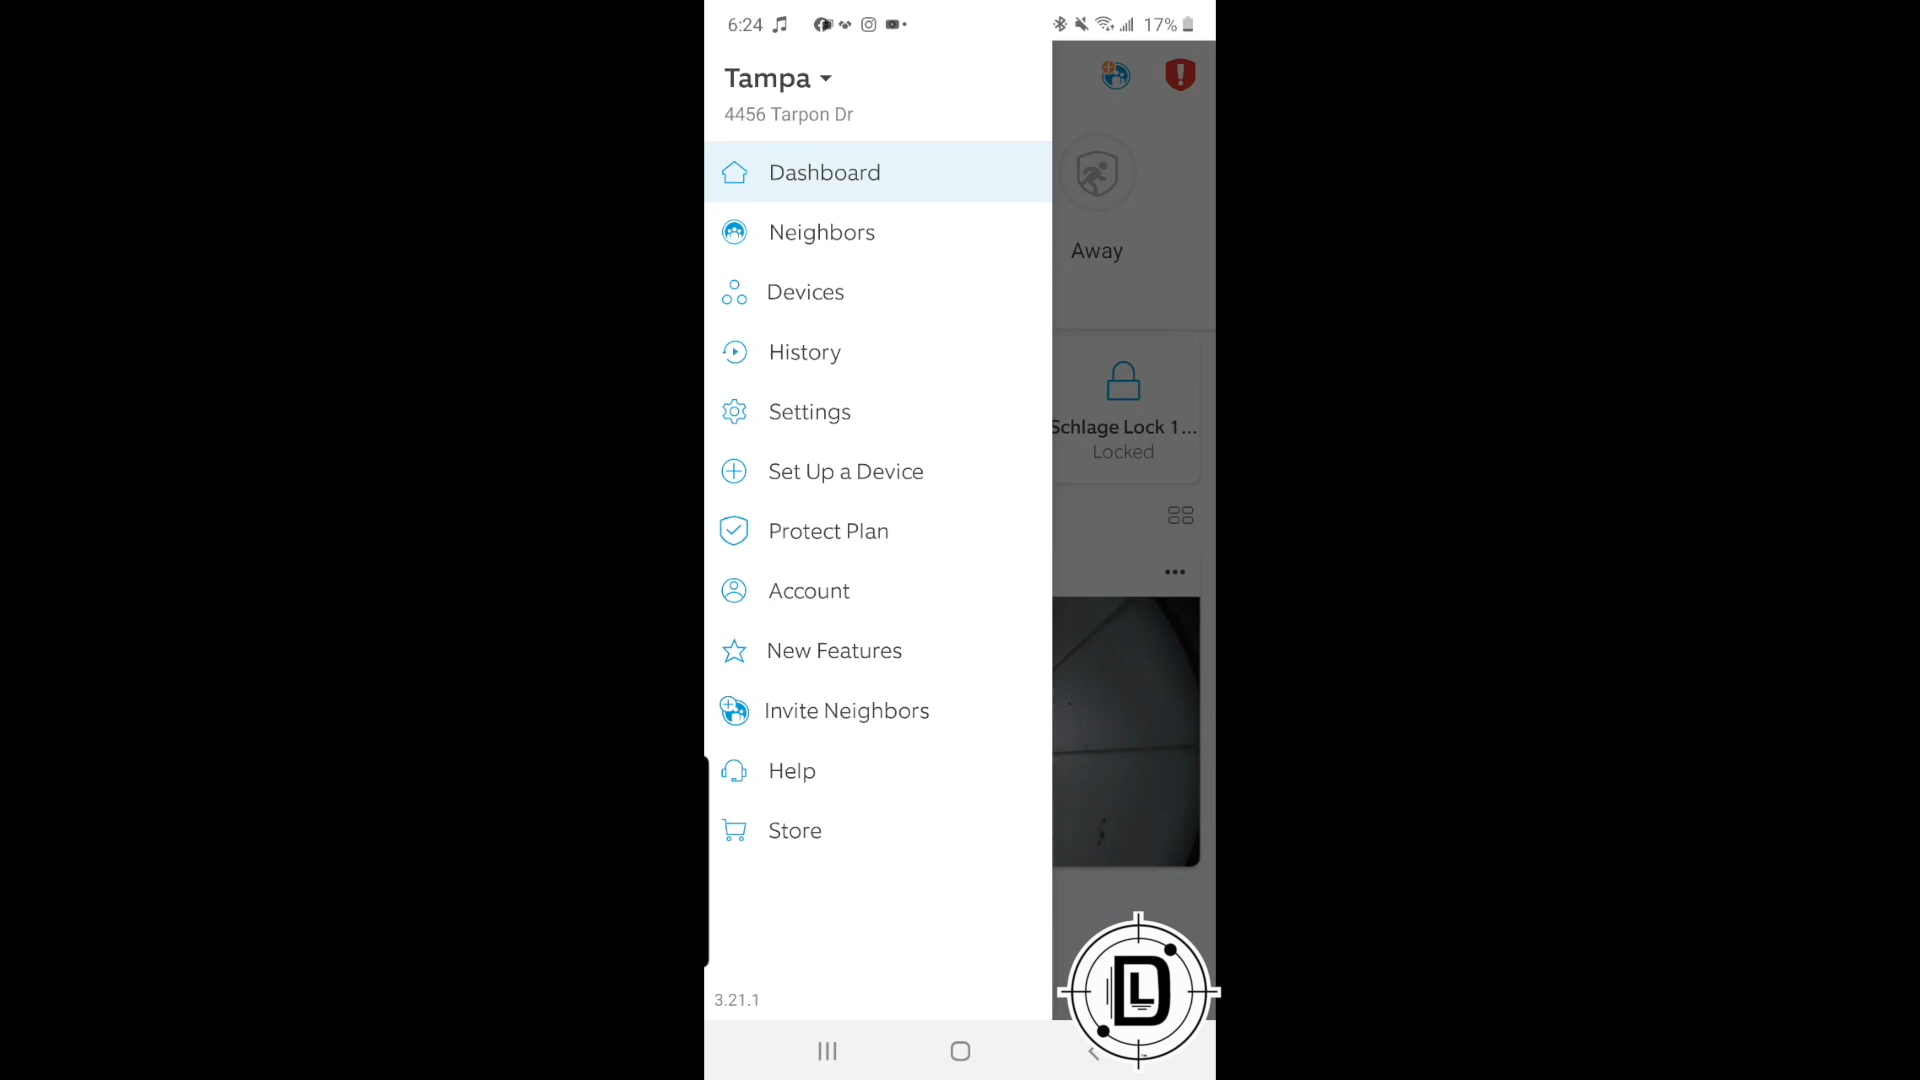 6:24
17%
Tampa
4456 Tarpon Dr
Dashboard
Neighbors
Away
Devices
History
Settings
Schlage Lock 1...
Locked
Set Up a Device
Protect Plan
Account
New Features
Invite Neighbors
Help
Store
3.21.1
DL